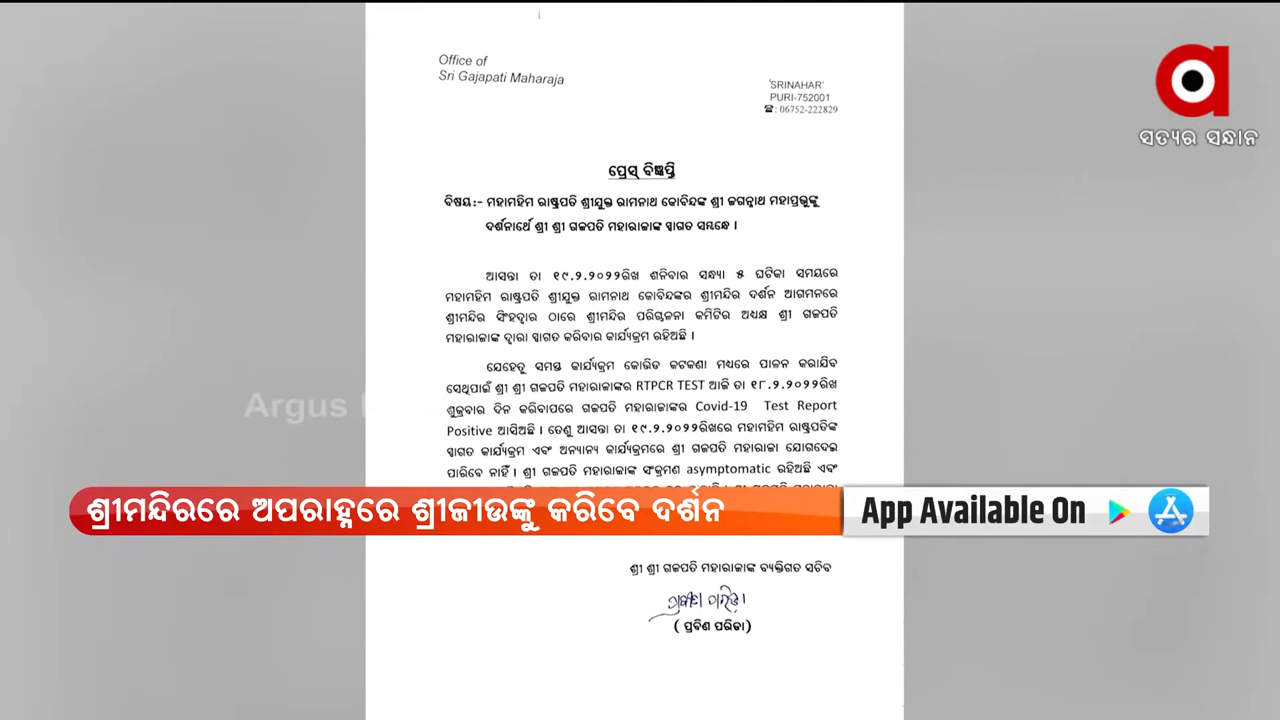 Office of
Sri Gajapati Maharaja
'SRINAHAR'
PURI-752001
☎: 06752-222829
ସତ୍ୟର ସନ୍ଧାନ
ପ୍ରେସ୍ ବିଜ୍ଞପ୍ତି
ବିଷୟ:- ମହାମହିମ ରାଷ୍ଟ୍ରପତି ଶ୍ରୀଯୁକ୍ତ ରାମନାଥ କୋବିନ୍ଦଙ୍କ ଶ୍ରୀ ଜଗନ୍ନାଥ ମହାପ୍ରଭୁଙ୍କୁ
ଦର୍ଶନାର୍ଥେ ଶ୍ରୀ ଶ୍ରୀ ଗଜପତି ମହାରାଜାଙ୍କ ସ୍ୱାଗତ ସମ୍ବନ୍ଧେ ।
ଆସନ୍ତା ତା ୧୯.୨.୨୦୨୨ରିଖ ଶନିବାର ସନ୍ଧ୍ୟା ୫ ଘଟିକା ସମୟରେ
ମହାମହିମ ରାଷ୍ଟ୍ରପତି ଶ୍ରୀଯୁକ୍ତ ରାମନାଥ କୋବିନ୍ଦଙ୍କର ଶ୍ରୀମନ୍ଦିର ଦର୍ଶନ ଆଗମନରେ
ଶ୍ରୀମନ୍ଦିର ସିଂହଦ୍ୱାର ଠାରେ ଶ୍ରୀମନ୍ଦିର ପରିଚାଳନା କମିଟିର ଅଧ୍ୟକ୍ଷ ଶ୍ରୀ ଗଜପତି
ମହାରାଜାଙ୍କ ଦ୍ୱାରା ସ୍ୱାଗତ କରିବାର କାର୍ଯ୍ୟକ୍ରମ ରହିଅଛି ।
ଯେହେତୁ ସମସ୍ତ କାର୍ଯ୍ୟକ୍ରମ କୋଭିଡ କଟକଣା ମଧ୍ୟରେ ପାଳନ କରାଯିବ
ସେଥିପାଇଁ ଶ୍ରୀ ଶ୍ରୀ ଗଜପତି ମହାରାଜାଙ୍କର RTPCR TEST ଆଜି ତା ୧୮.୨.୨୦୨୨ରିଖ
ଶୁକ୍ରବାର ଦିନ କରିବାପରେ ଗଜପତି ମହାରାଜାଙ୍କର Covid-19 Test Report
Positive ଆସିଅଛି । ତେଣୁ ଆସନ୍ତା ତା ୧୯.୨.୨୦୨୨ରିଖରେ ମହାମହିମ ରାଷ୍ଟ୍ରପତିଙ୍କ
ସ୍ୱାଗତ କାର୍ଯ୍ୟକ୍ରମ ଏବଂ ଅନ୍ୟାନ୍ୟ କାର୍ଯ୍ୟକ୍ରମରେ ଶ୍ରୀ ଗଜପତି ମହାରାଜା ଯୋଗଦେଇ
ପାରିବେ ନାହିଁ । ଶ୍ରୀ ଗଜପତି ମହାରାଜାଙ୍କ ସଂକ୍ରମଣ asymptomatic ରହିଅଛି ଏବଂ
Argus
ଶ୍ରୀମନ୍ଦିରରେ ଅପରାହ୍ନରେ ଶ୍ରୀଜୀଉଙ୍କୁ କରିବେ ଦର୍ଶନ
App Available On
ଶ୍ରୀ ଶ୍ରୀ ଗଜପତି ମହାରାଜାଙ୍କ ବ୍ୟକ୍ତିଗତ ସଚିବ
ପ୍ରବୀଣ ପରିଡ଼ା
( ପ୍ରବିଣ ପରିଡା)